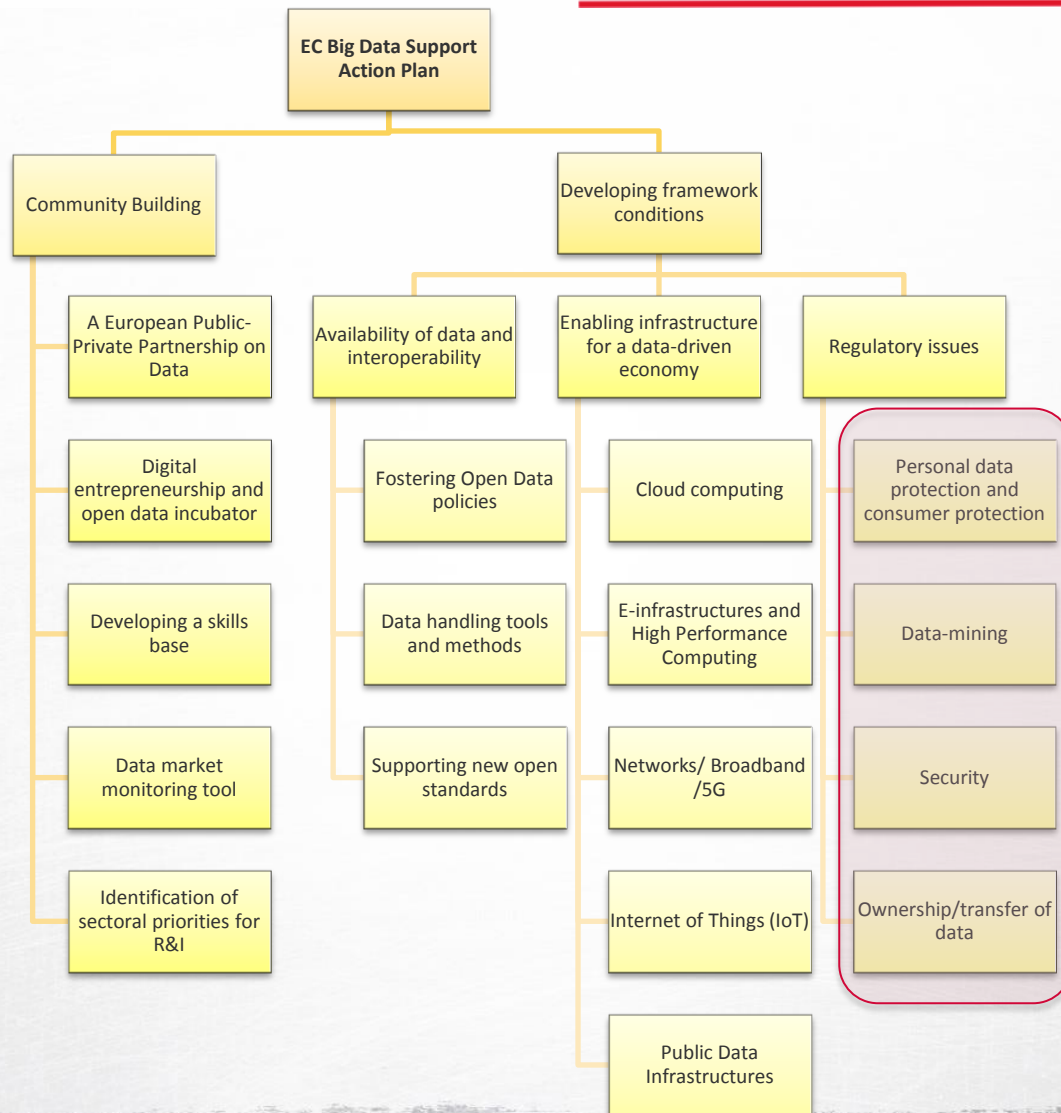 EC Big Data Support
Action Plan
Community Building
A European Public-
Private Partnership on
Data
Digital
entrepreneurship and
open data incubator
Developing a skills
base
Data market
monitoring tool
Identification of
sectoral priorities for
R&I
Developing framework
conditions
Availability of data and
interoperability
Fostering Open Data
policies
Data handling tools
and methods
Supporting new open
standards
Enabling infrastructure
for a data-driven
economy
Cloud computing
E-infrastructures and
High Performance
Computing
Networks/ Broadband
/5G
Internet of Things (IoT)
Public Data
Infrastructures
Regulatory issues
Personal data
protection and
consumer protection
Data-mining
Security
Ownership/transfer of
data